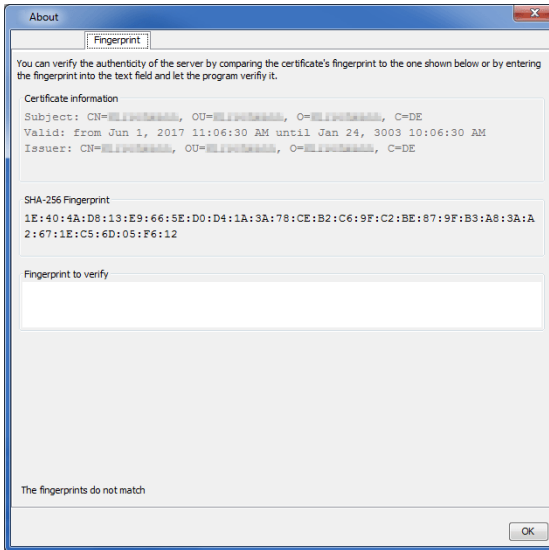 About
Fingerprint
You can verify the authenticity of the server by comparing the certificate's fingerprint to the one shown below or by entering
the fingerprint into the text field and let the program verifiy it.
Certificate information
Subject: CN=, OU=, O=, C=DE
Valid: from Jun 1, 2017 11:06:30 AM until Jan 24, 3003 10:06:30 AM
Issuer: CN=, OU=, O=, C=DE
SHA-256 Fingerprint
1E:40:4A:D8:13:E9:66:5E:D0:D4:1A:3A:78:CE:B2:C6:9F:C2:BE:87:9F:B3:A8:3A:A
2:67:1E:C5:6D:05:F6:12
Fingerprint to verify
The fingerprints do not match
OK